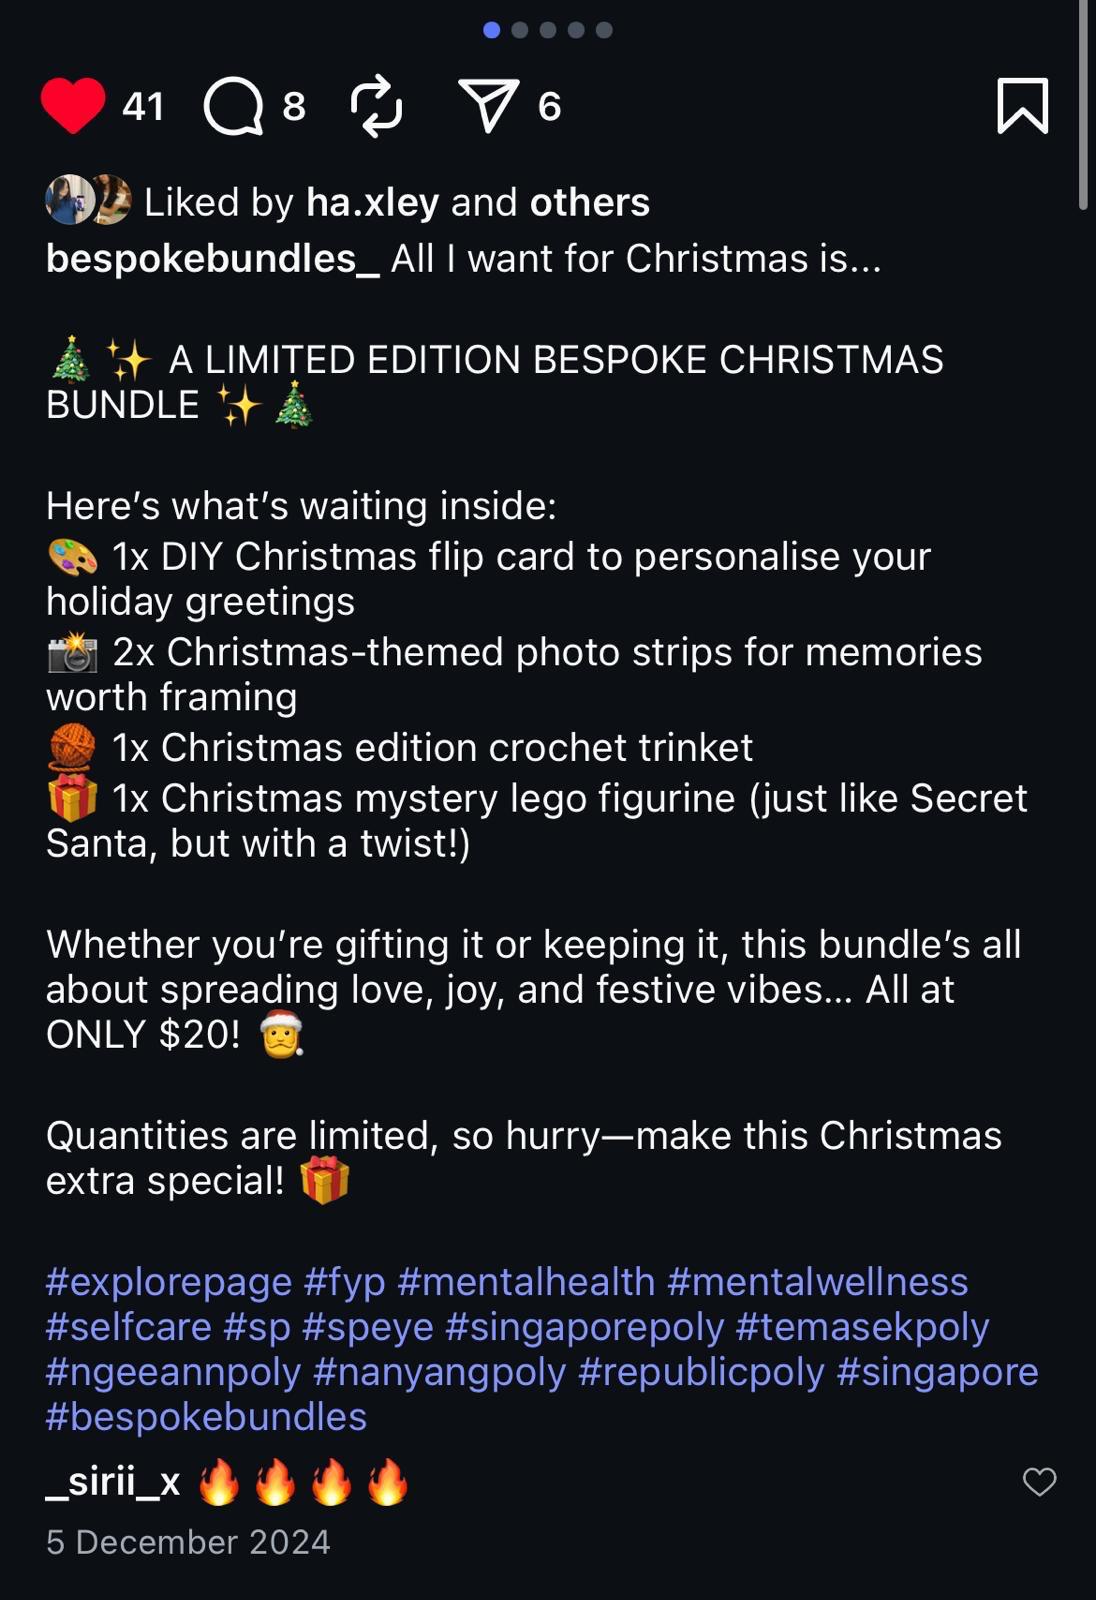 41 8 6
Liked by ha.xley and others
bespokebundles_ All I want for Christmas is...
🎄✨ A LIMITED EDITION BESPOKE CHRISTMAS
BUNDLE ✨🎄
Here’s what’s waiting inside:
🎨 1x DIY Christmas flip card to personalise your
holiday greetings
📸 2x Christmas-themed photo strips for memories
worth framing
🧶 1x Christmas edition crochet trinket
🎁 1x Christmas mystery lego figurine (just like Secret
Santa, but with a twist!)
Whether you’re gifting it or keeping it, this bundle’s all
about spreading love, joy, and festive vibes... All at
ONLY $20! 🎅
Quantities are limited, so hurry—make this Christmas
extra special! 🎁
#explorepage #fyp #mentalhealth #mentalwellness
#selfcare #sp #speye #singaporepoly #temasekpoly
#ngeeannpoly #nanyangpoly #republicpoly #singapore
#bespokebundles
_sirii_x 🔥🔥🔥🔥
5 December 2024